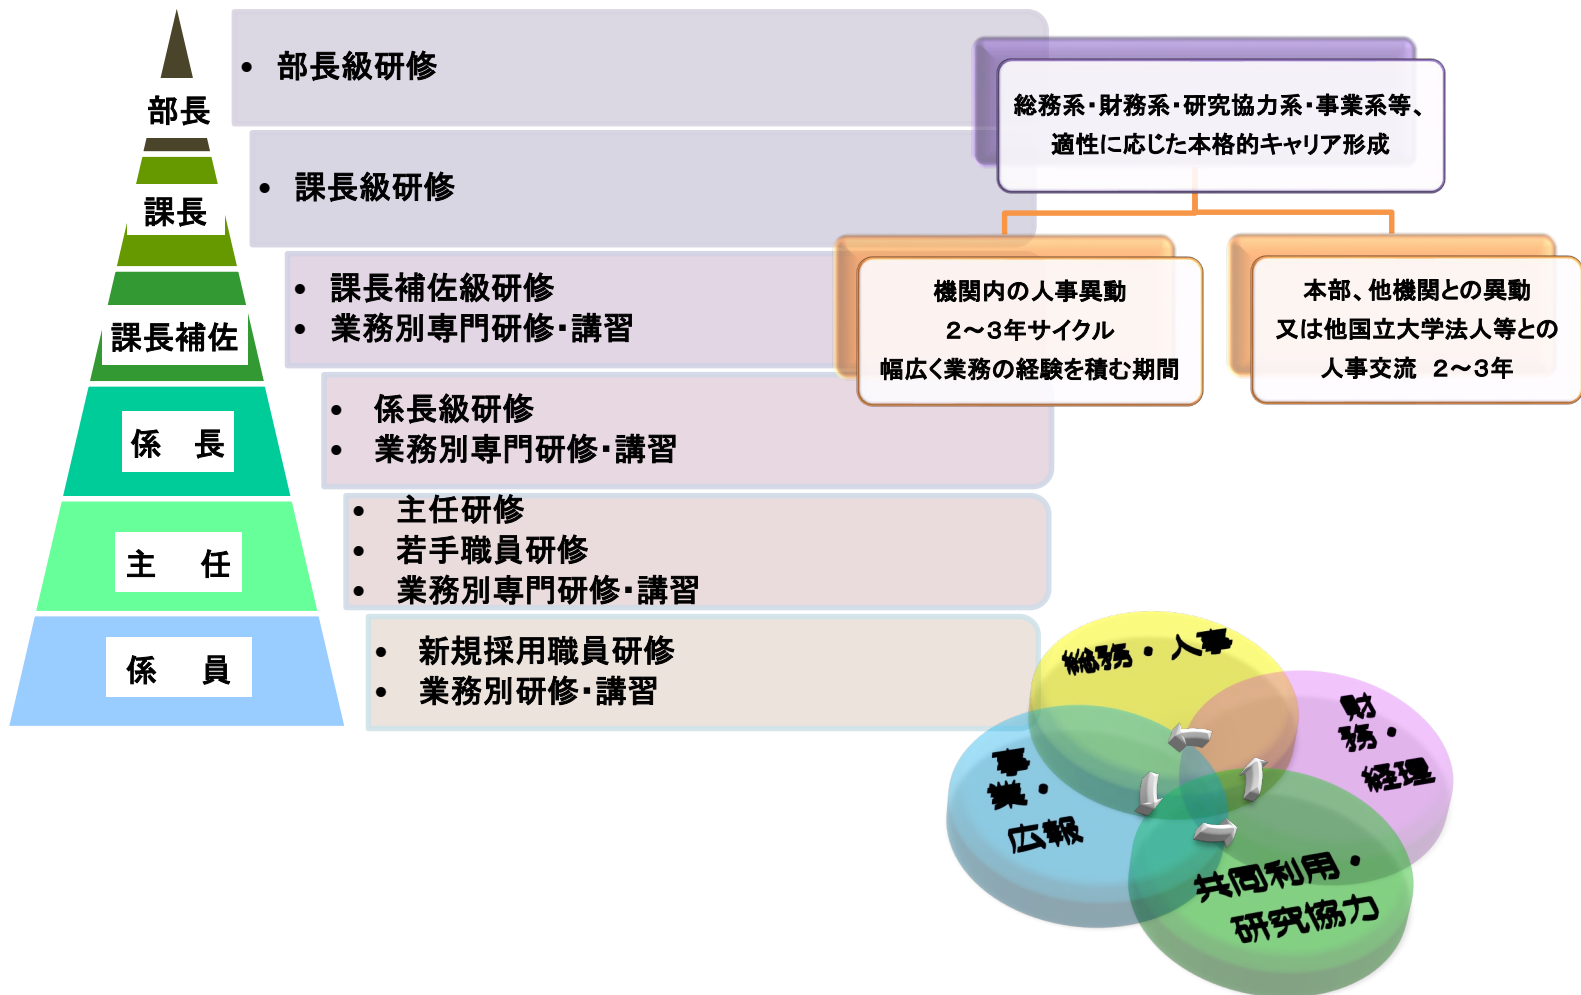 部長
課長
課長補佐
係　長
主　任
係　員
• 部長級研修
• 課長級研修
• 課長補佐級研修
• 業務別専門研修・講習
• 係長級研修
• 業務別専門研修・講習
• 主任研修
• 若手職員研修
• 業務別専門研修・講習
• 新規採用職員研修
• 業務別研修・講習
総務系・財務系・研究協力系・事業系等、
適性に応じた本格的キャリア形成
機関内の人事異動
２～３年サイクル
幅広く業務の経験を積む期間
本部、他機関との異動
又は他国立大学法人等との
人事交流　２～３年
総務・人事
財
務・
経理
事
業・
広報
共同利用・
研究協力